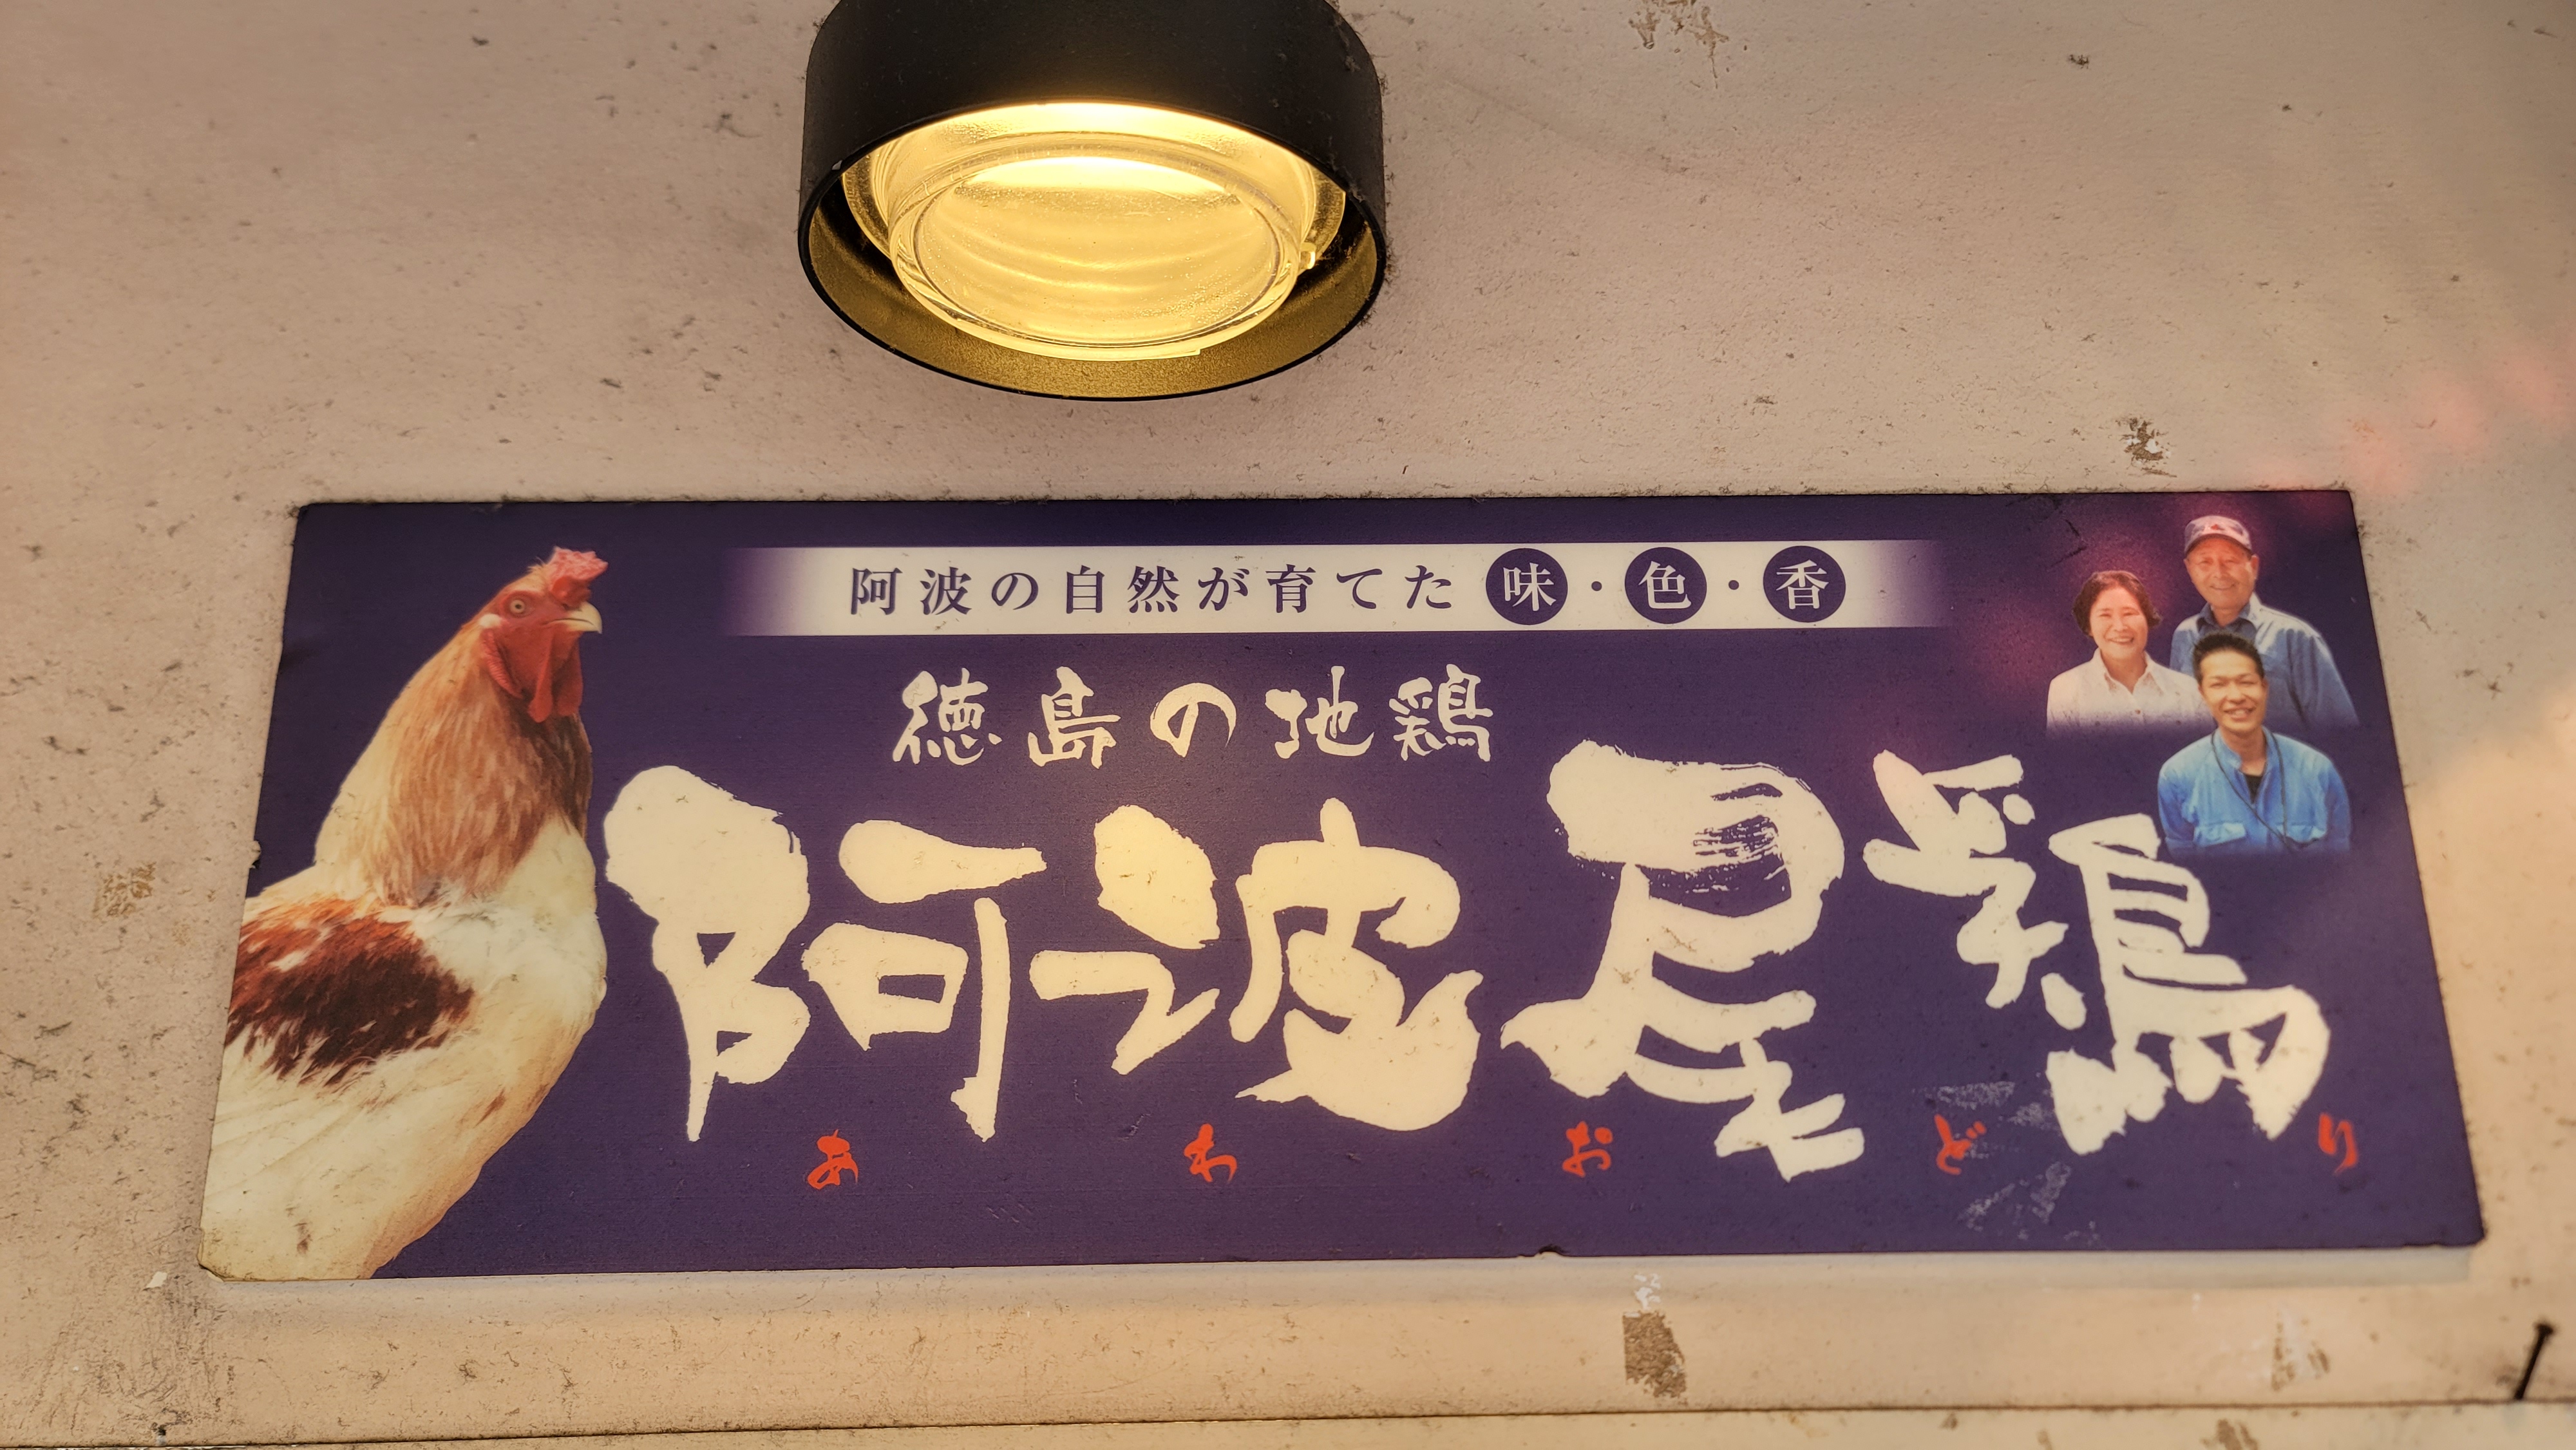 阿波の自然が育てた 味・色・香
徳島の地鶏
阿波尾鶏
あわおどり